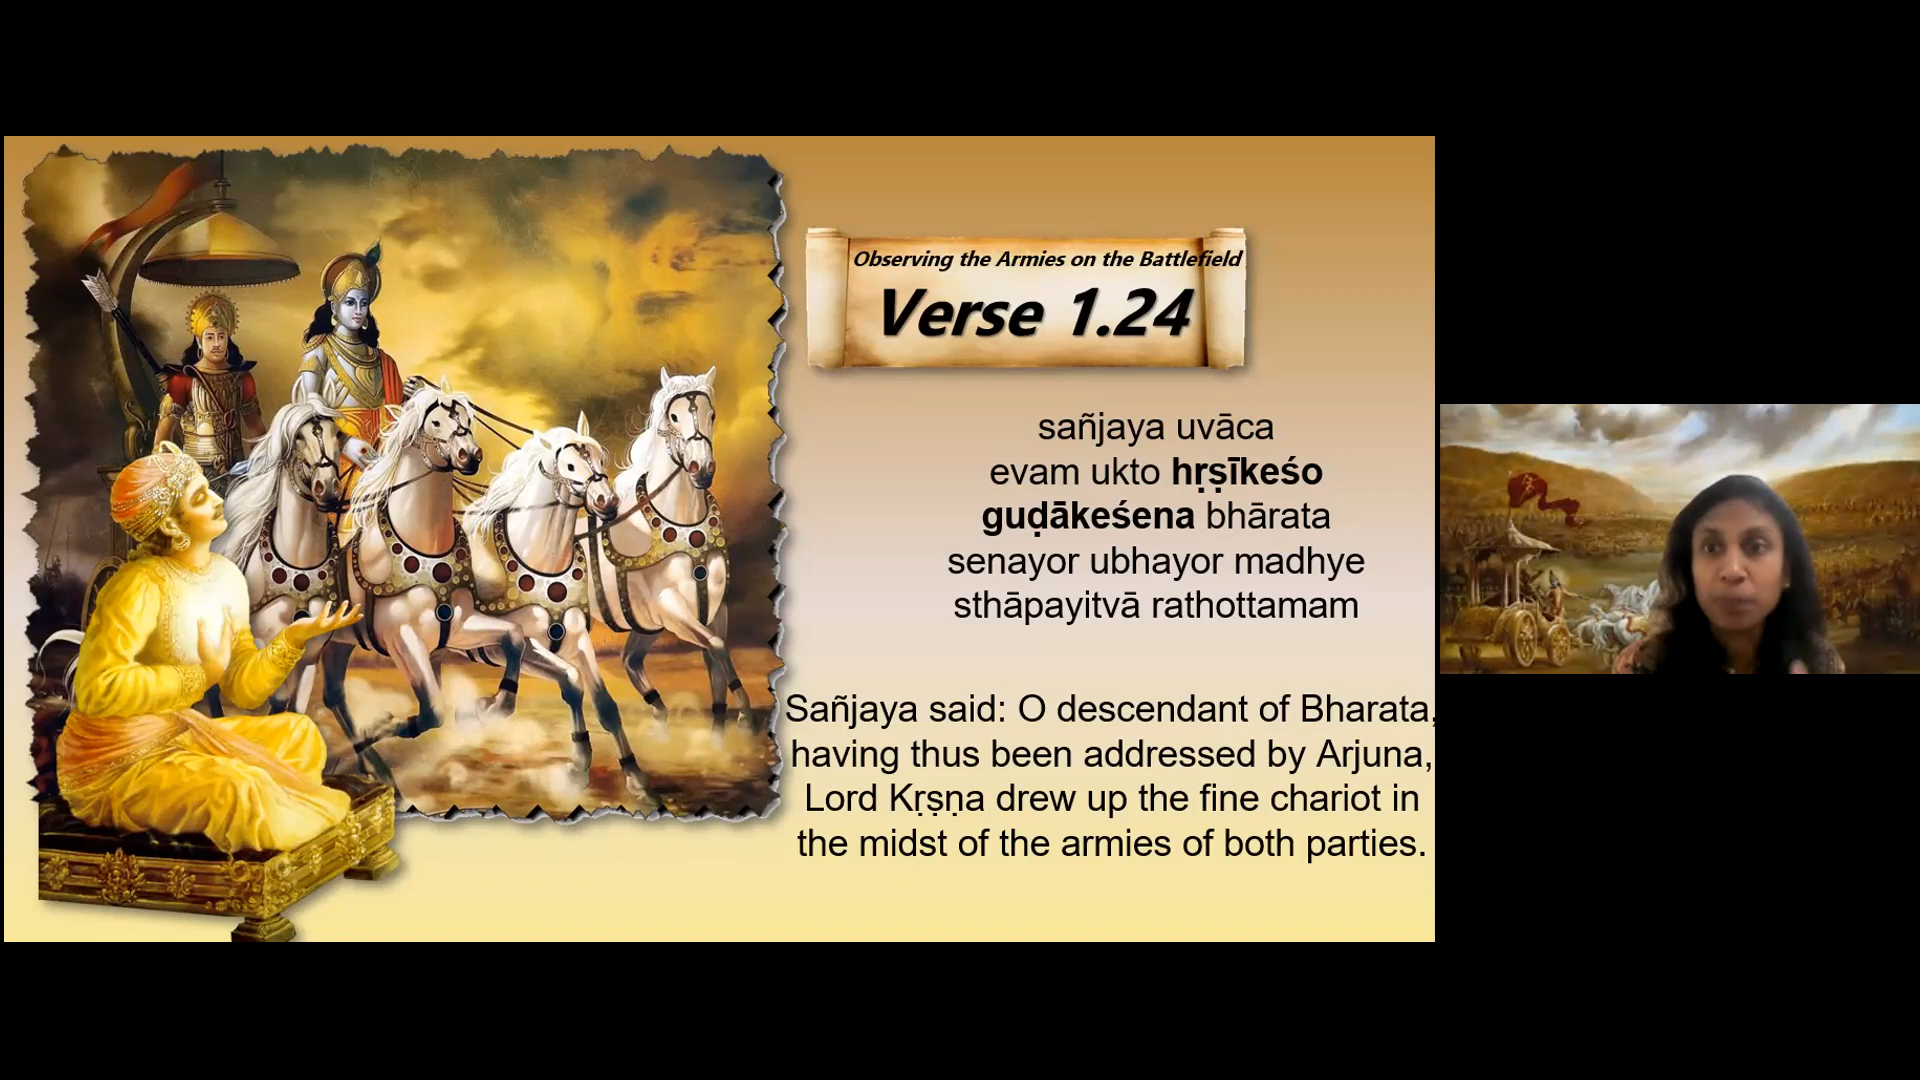 Observing the Armies on the Battlefield
Verse 1.24
sañjaya uvāca
evam ukto hṛṣīkeśo
guḍākeśena bhārata
senayor ubhayor madhye
sthāpayitvā rathottamam
Sañjaya said: O descendant of Bharata,
having thus been addressed by Arjuna,
Lord Kṛṣṇa drew up the fine chariot in
the midst of the armies of both parties.